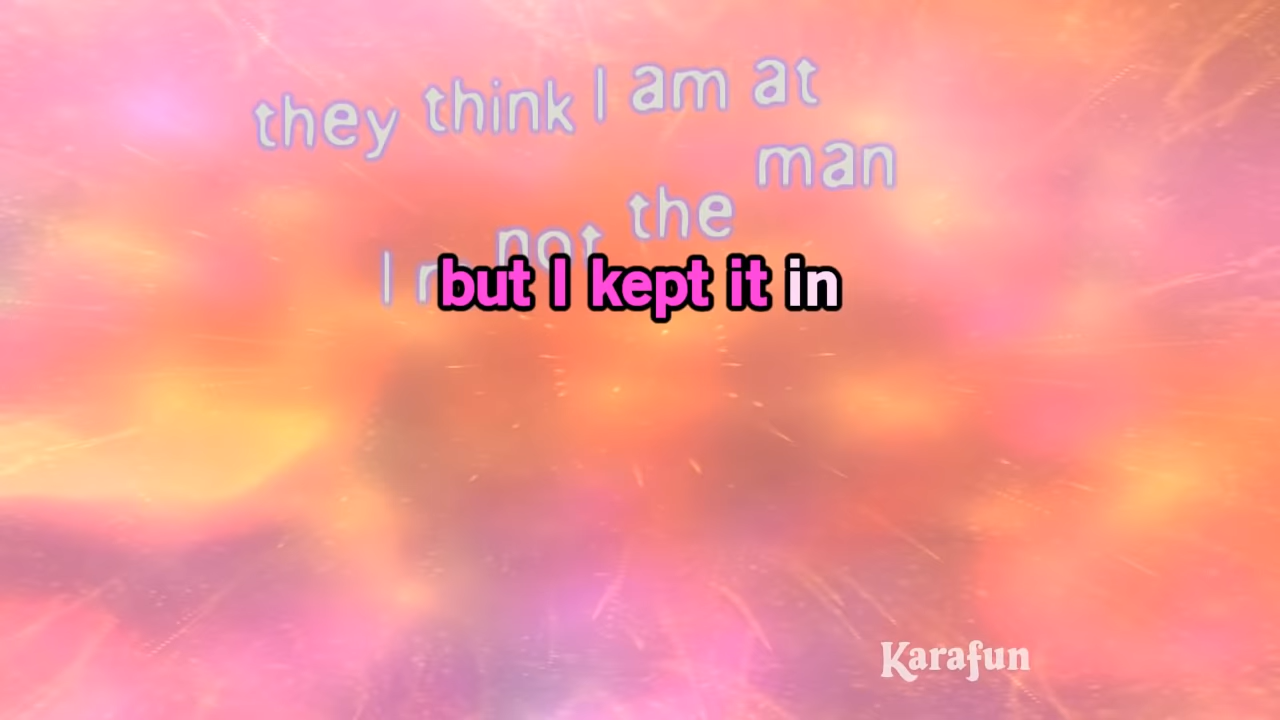 they think I am at
man
the
I not
but I kept it in
Karafun